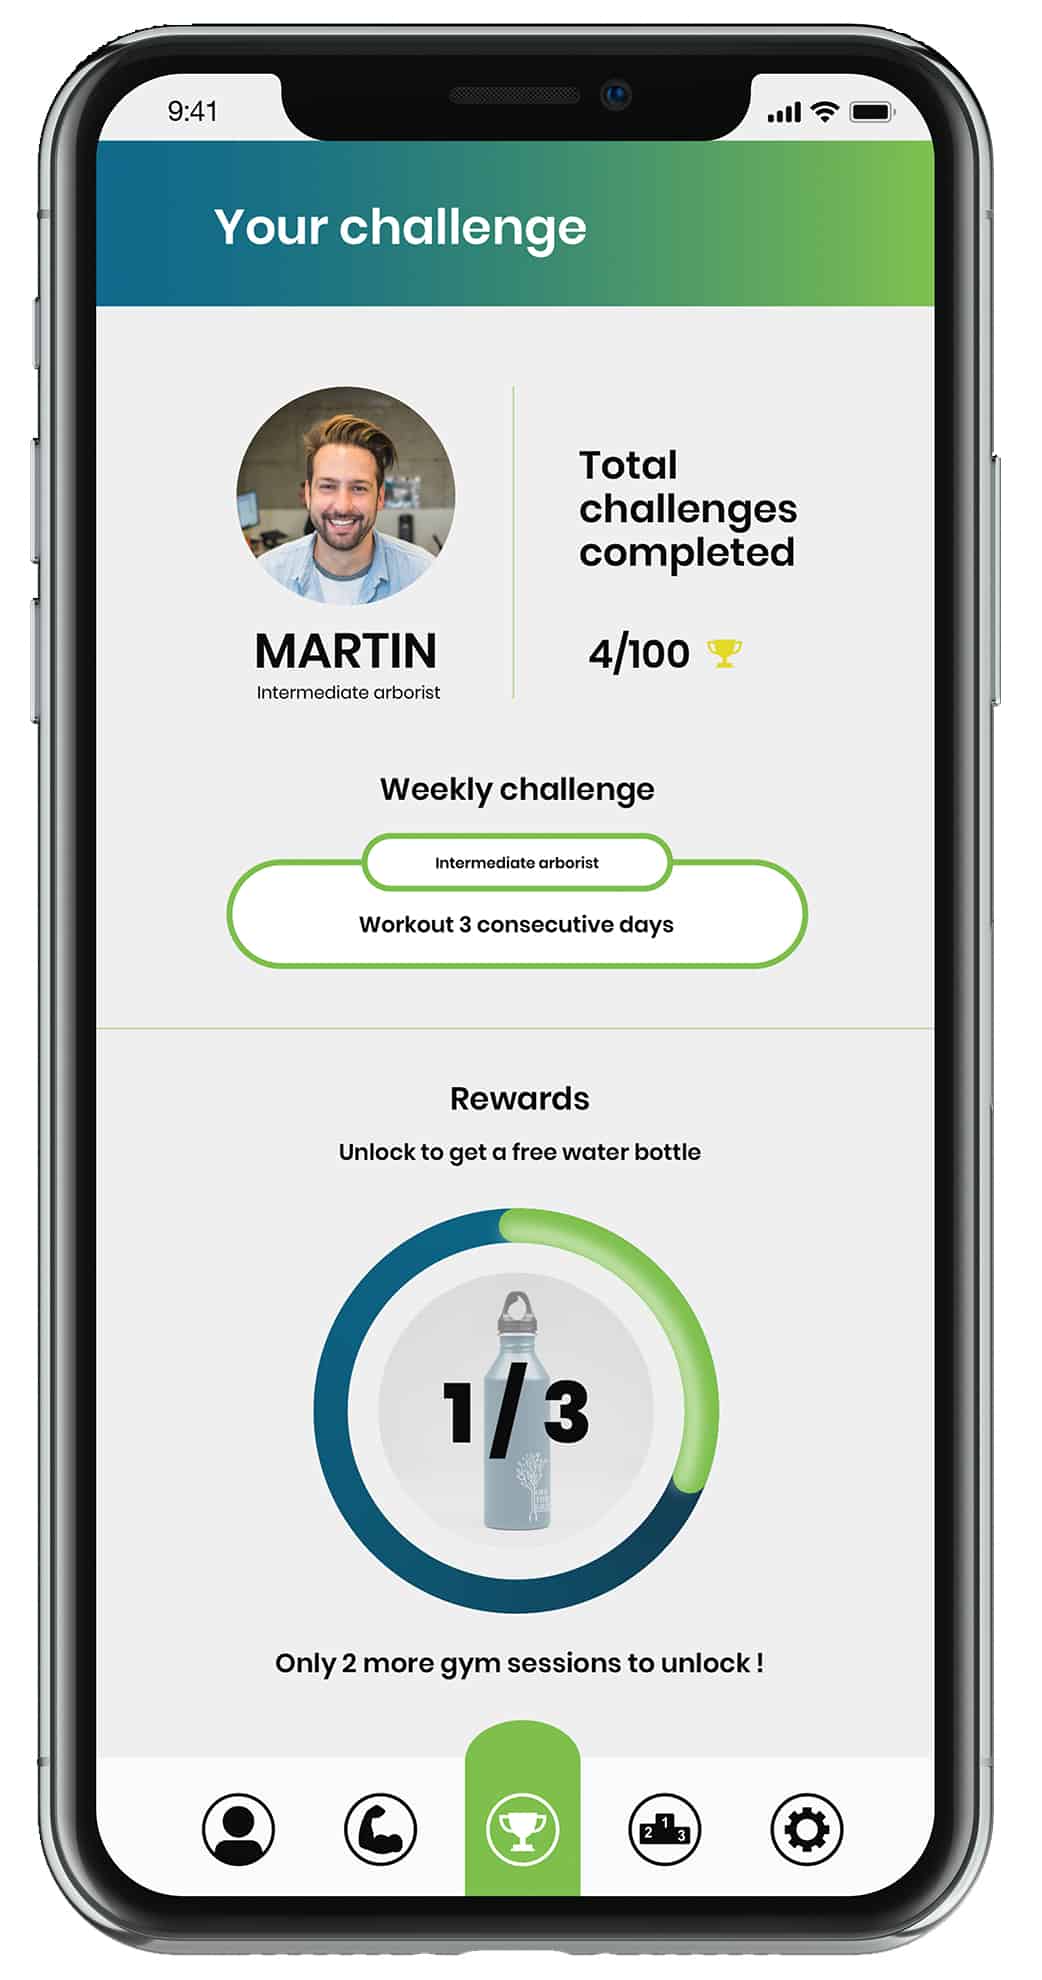 9:41
Your challenge
MARTIN
Intermediate arborist
Total
challenges
completed
4/100
Weekly challenge
Intermediate arborist
Workout 3 consecutive days
Rewards
Unlock to get a free water bottle
1/3
Only 2 more gym sessions to unlock !
2 1 3